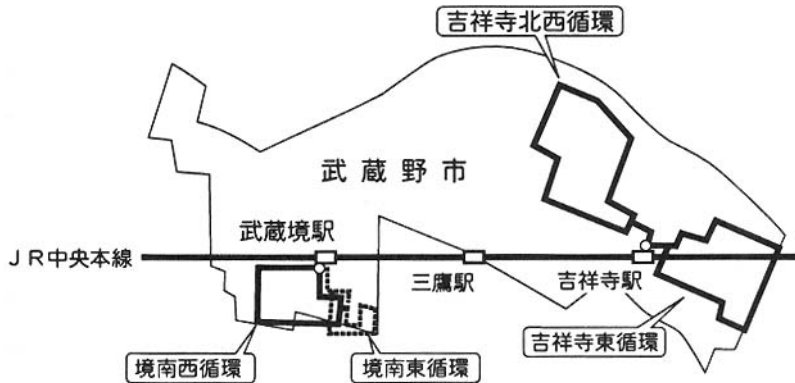 吉祥寺北西循環
武蔵野市
武蔵境駅
JR中央本線
三鷹駅
吉祥寺駅
境南西循環
境南東循環
吉祥寺東循環